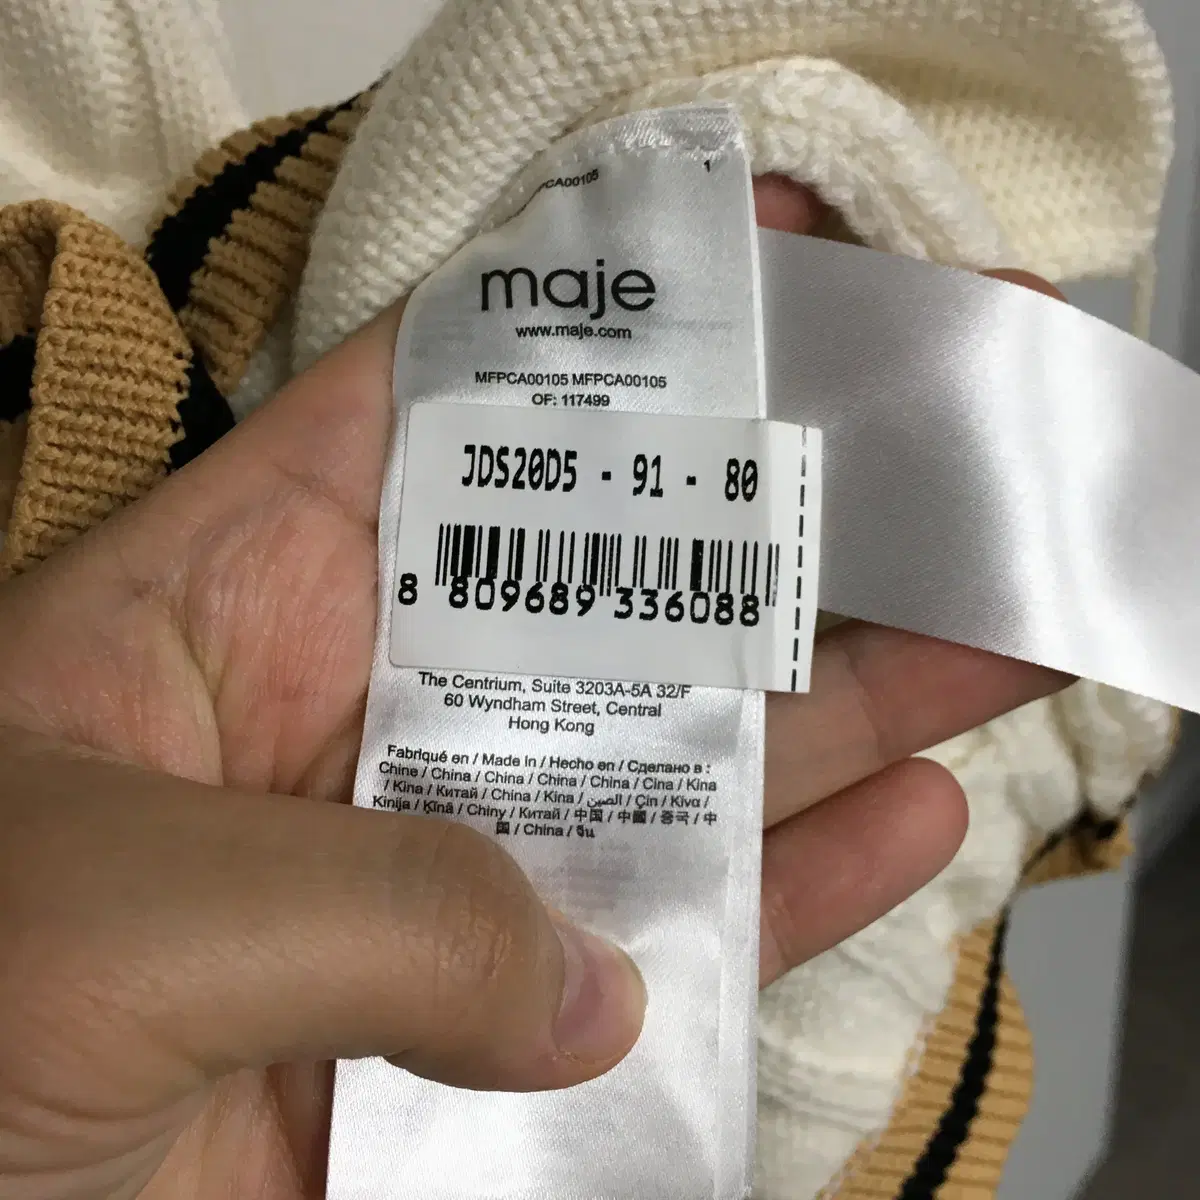 PCA00105
1
maje
www.maje.com
MFPCA00105 MFPCA00105
OF: 117499
JDS20D5 - 91 - 80
8 809689 336088
The Centrium, Suite 3203A-5A 32/F
60 Wyndham Street, Central
Hong Kong
Fabriqué en / Made in / Hecho en / Сделано в :
Chine / China / China / China / China / Cina / Kina
/ Kina / Китай / China / Kina / الصين / Çin / Κίνα /
Kinija / Ķīnā / Chiny / Китай / 中国 / 中國 / 중국 / 中
国 / China / จีน